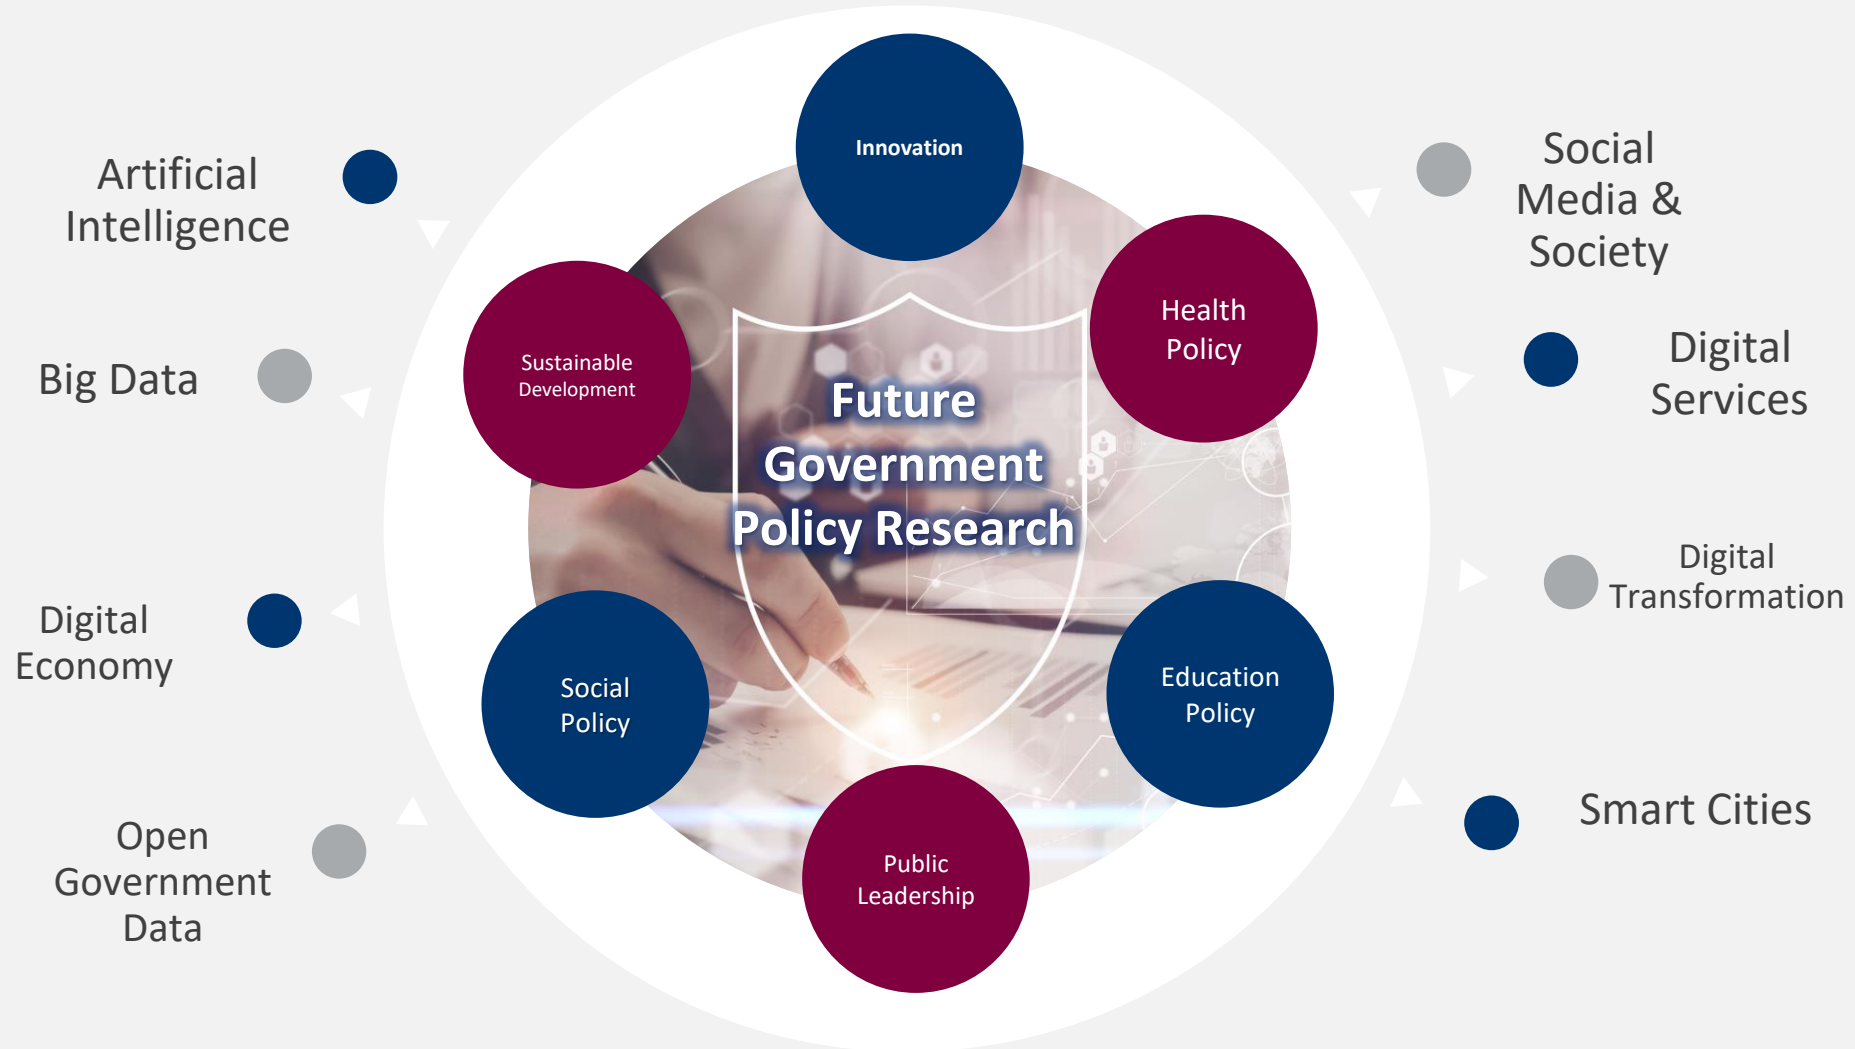 Innovation
Health
Policy
Education
Policy
Public
Leadership
Social
Policy
Sustainable
Development
Future
Government
Policy Research
Artificial
Intelligence
Big Data
Digital
Economy
Open
Government
Data
Social
Media &
Society
Digital
Services
Digital
Transformation
Smart Cities